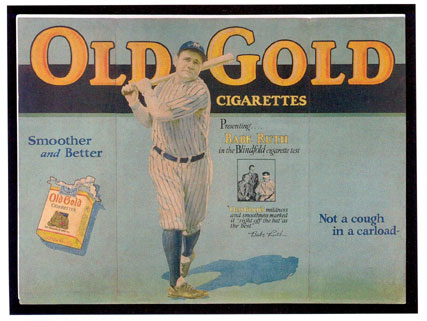 OLD GOLD
CIGARETTES
Smoother
and Better
Old Gold
CIGARETTES
Presenting
BABE RUTH
in the Blindfold cigarette test
mildness
and smoothness marked
it "right off the bat" as
the best"
Babe Ruth
Not a cough
in a carload-